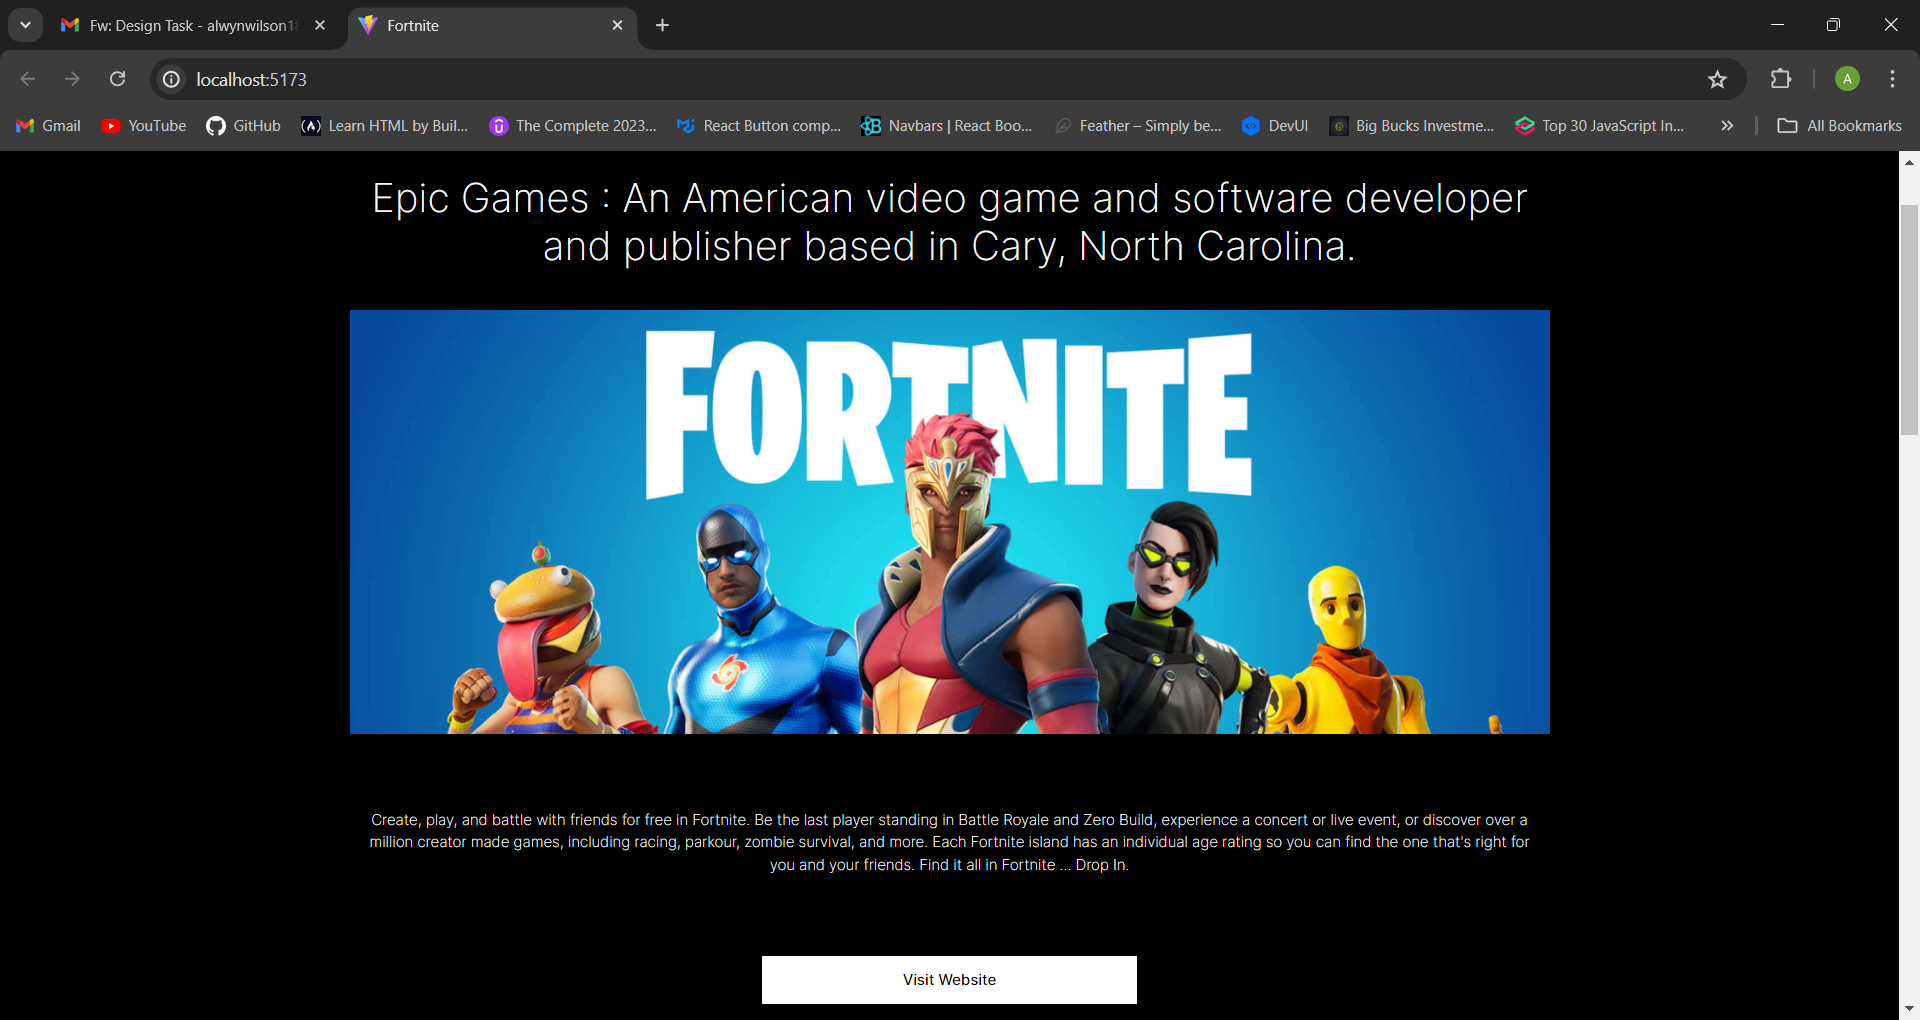 Fw: Design Task - alwynwilson18
Fortnite
localhost:5173
A
Gmail
YouTube
GitHub
Learn HTML by Buil...
The Complete 2023...
React Button comp...
Navbars | React Boo...
Feather – Simply be...
DevUI
Big Bucks Investme...
Top 30 JavaScript In...
All Bookmarks
Epic Games : An American video game and software developer
and publisher based in Cary, North Carolina.
FORTNITE
Create, play, and battle with friends for free in Fortnite. Be the last player standing in Battle Royale and Zero Build, experience a concert or live event, or discover over a
million creator made games, including racing, parkour, zombie survival, and more. Each Fortnite island has an individual age rating so you can find the one that's right for
you and your friends. Find it all in Fortnite ... Drop In.
Visit Website